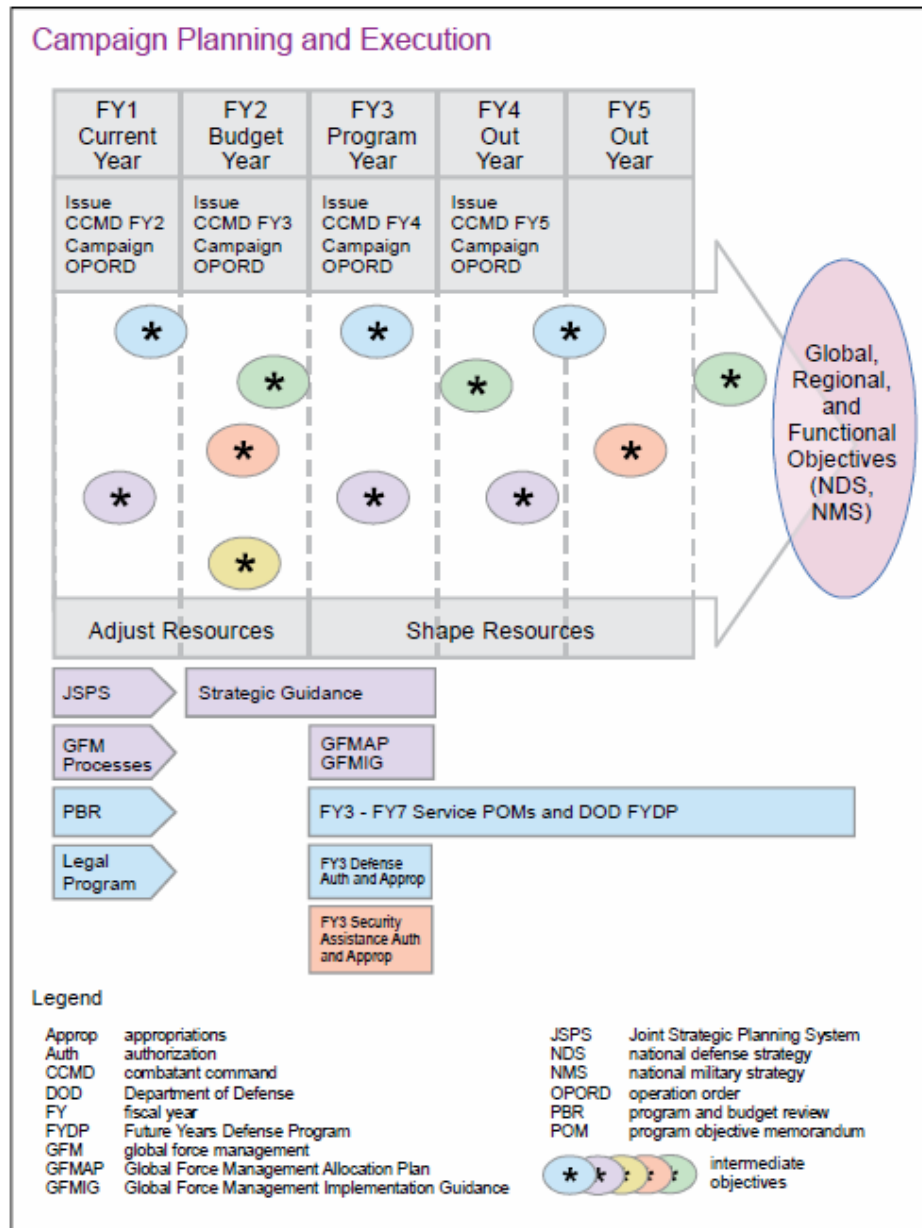 Campaign Planning and Execution
FY1
Current
Year
FY2
Budget
Year
FY3
Program
Year
FY4
Out
Year
FY5
Out
Year
Issue
CCMD FY2
Campaign
OPORD
Issue
CCMD FY3
Campaign
OPORD
Issue
CCMD FY4
Campaign
OPORD
Issue
CCMD FY5
Campaign
OPORD
*
*
*
*
*
*
*
*
*
*
*
*
Global,
Regional,
and
Functional
Objectives
(NDS,
NMS)
Adjust Resources
Shape Resources
JSPS
Strategic Guidance
GFM
Processes
GFMAP
GFMIG
PBR
FY3 - FY7 Service POMs and DOD FYDP
Legal
Program
FY3 Defense
Auth and Approp
FY3 Security
Assistance Auth
and Approp
Legend
Approp appropriations
Auth authorization
CCMD combatant command
DOD Department of Defense
FY fiscal year
FYDP Future Years Defense Program
GFM global force management
GFMAP Global Force Management Allocation Plan
GFMIG Global Force Management Implementation Guidance
JSPS Joint Strategic Planning System
NDS national defense strategy
NMS national military strategy
OPORD operation order
PBR program and budget review
POM program objective memorandum
* * * * *
intermediate
objectives